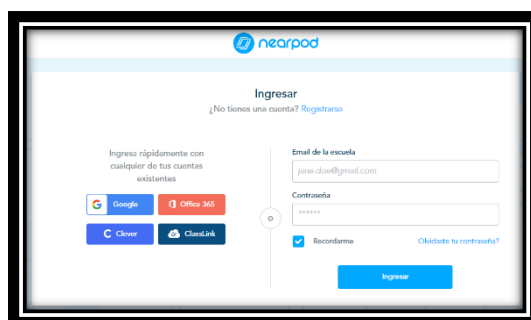 nearpod
Ingresar
¿No tienes una cuenta? Registrarse
Ingresa rápidamente con
cualquier de tus cuentas
existentes
Google
Office 365
Clever
ClassLink
o
Email de la escuela
jane.doe@gmail.com
Contraseña
******
Recordarme
Olvidaste tu contraseña?
Ingresar